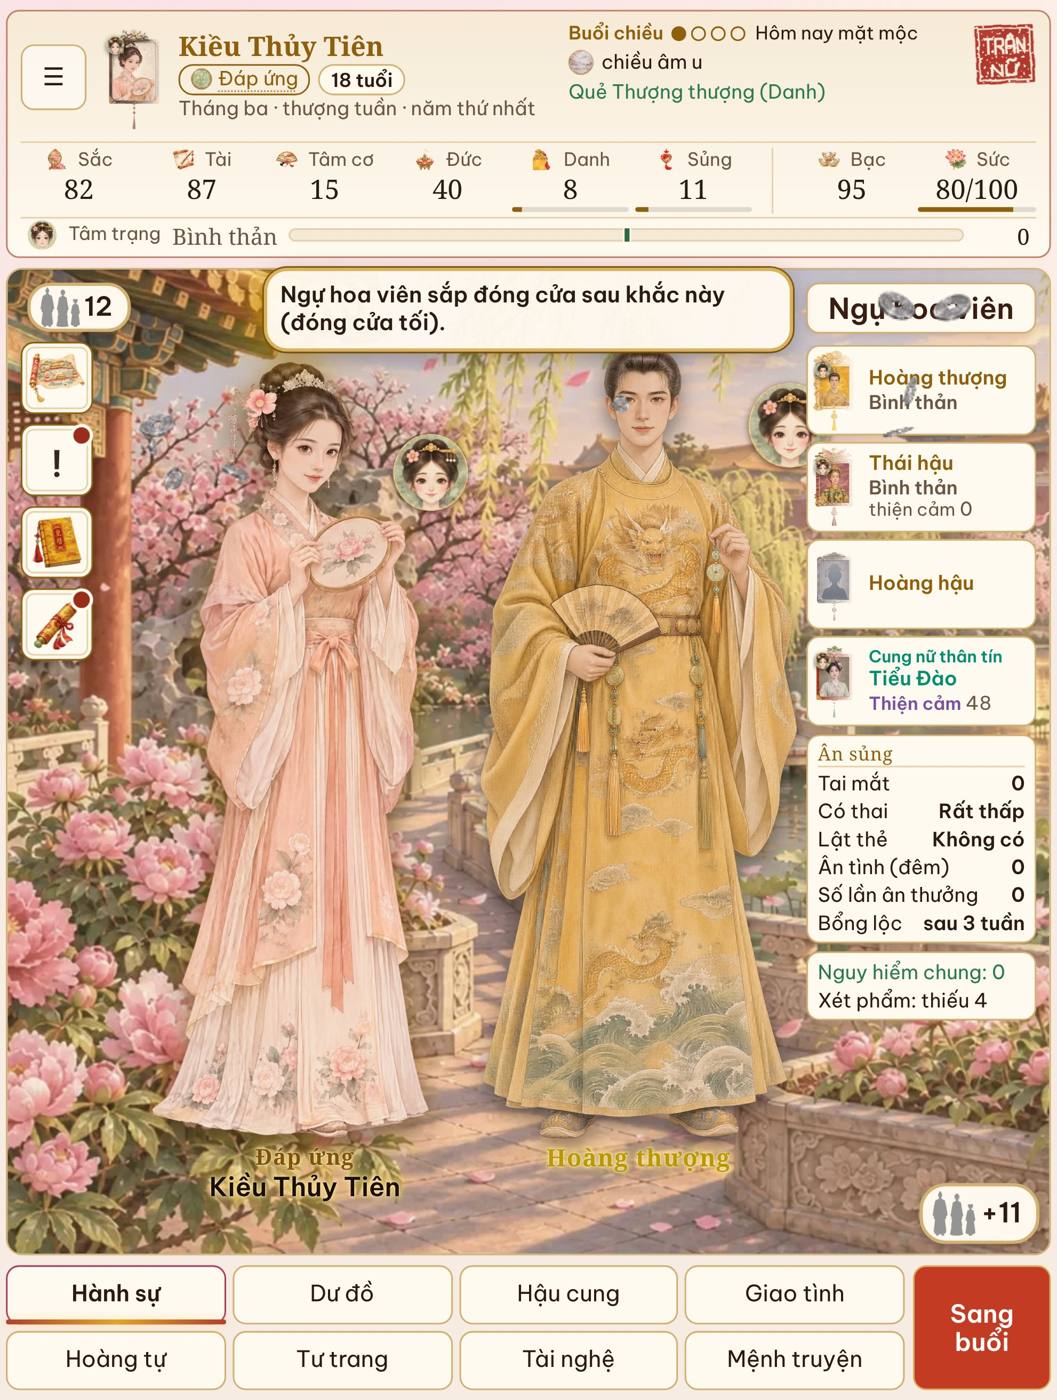 ☰
Kiều Thủy Tiên
Đáp ứng
18 tuổi
Tháng ba · thượng tuần · năm thứ nhất
Buổi chiều
Hôm nay mặt mộc
chiều âm u
Quẻ Thượng thượng (Danh)
TRÂN
NỮ
Sắc
82
Tài
87
Tâm cơ
15
Đức
40
Danh
8
Sủng
11
Bạc
95
Sức
80/100
Tâm trạng
Bình thản
0
12
Ngự hoa viên sắp đóng cửa sau khắc này
(đóng cửa tối).
Ngự hoa viên
!
Hoàng thượng
Bình thản
Thái hậu
Bình thản
thiện cảm 0
Hoàng hậu
Cung nữ thân tín
Tiểu Đào
Thiện cảm 48
Ân sủng
Tai mắt 0
Có thai Rất thấp
Lật thẻ Không có
Ân tình (đêm) 0
Số lần ân thưởng 0
Bổng lộc sau 3 tuần
Nguy hiểm chung: 0
Xét phẩm: thiếu 4
Đáp ứng
Kiều Thủy Tiên
Hoàng thượng
+11
Hành sự
Dư đồ
Hậu cung
Giao tình
Sang
buổi
Hoàng tự
Tư trang
Tài nghệ
Mệnh truyện